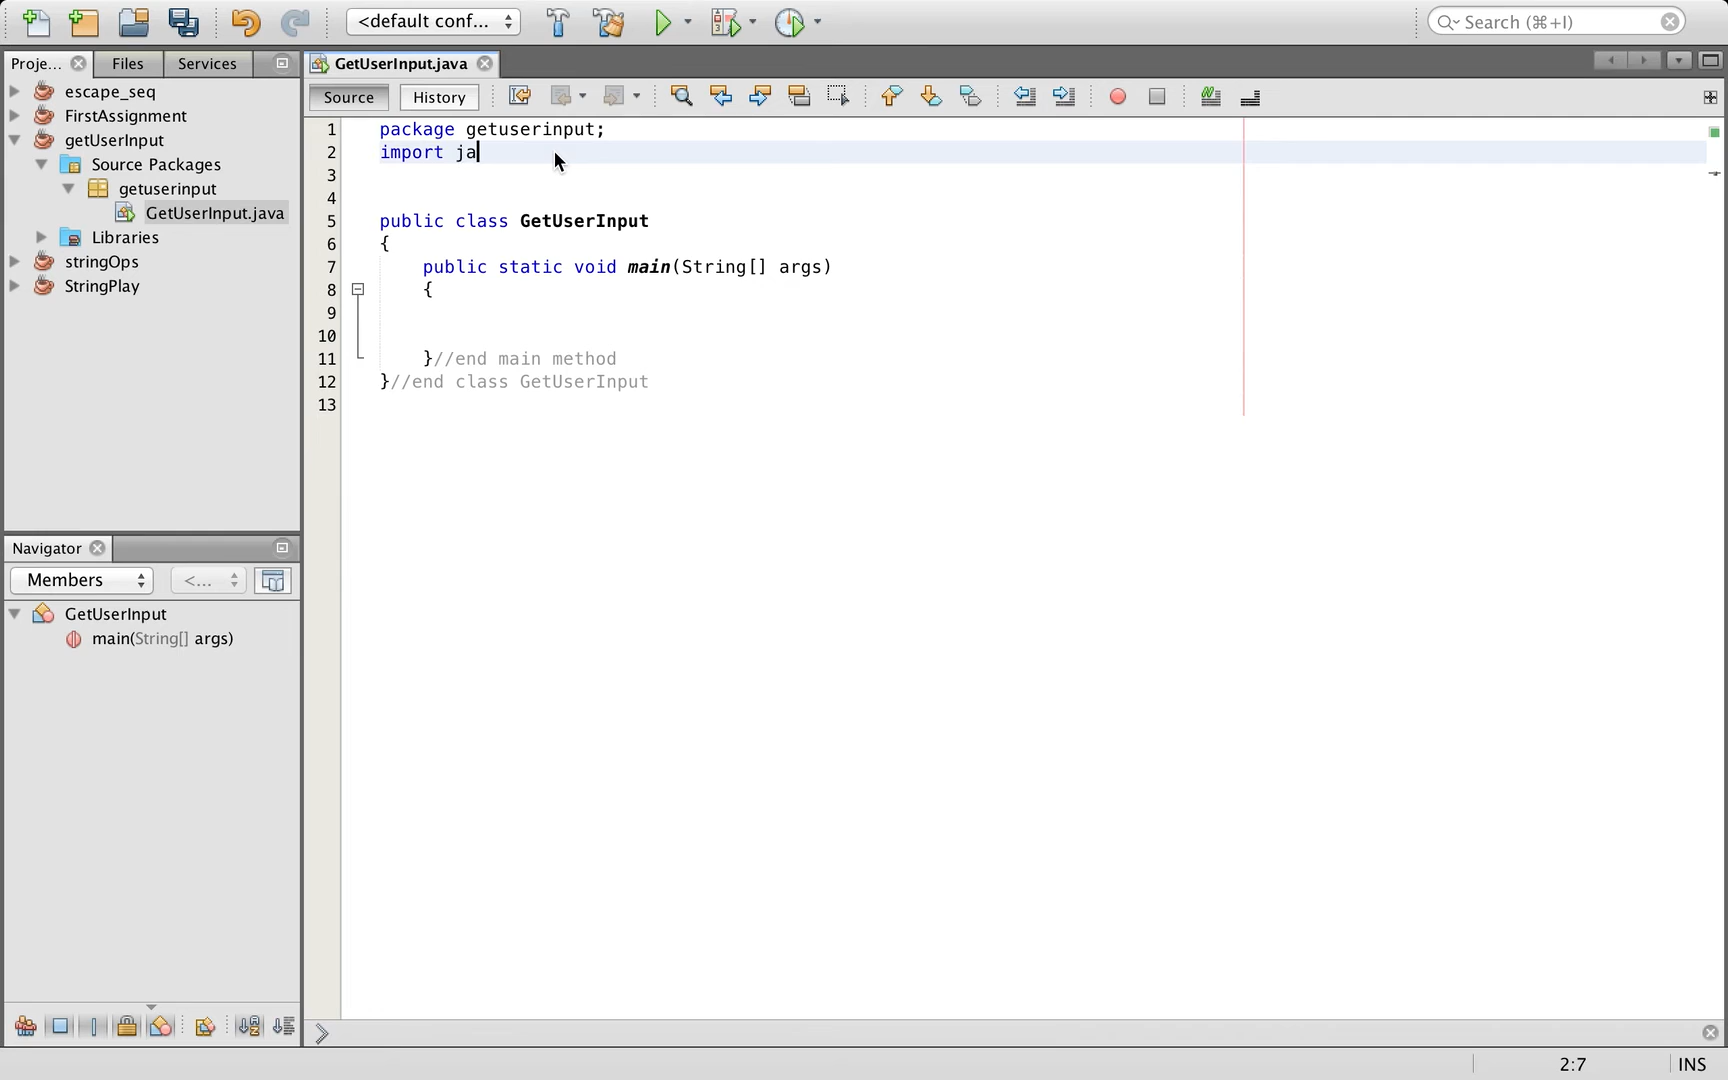 <default conf...
Search (⌘+I)
Proje...
Files
Services
escape_seq
FirstAssignment
getUserInput
Source Packages
getuserinput
GetUserInput.java
Libraries
stringOps
StringPlay
GetUserInput.java
Source
History
1 package getuserinput;
2 import ja
3
4
5 public class GetUserInput
6 {
7 public static void main(String[] args)
8 {
9
10
11 }//end main method
12 }//end class GetUserInput
13
Navigator
Members
<...
GetUserInput
main(String[] args)
2:7
INS